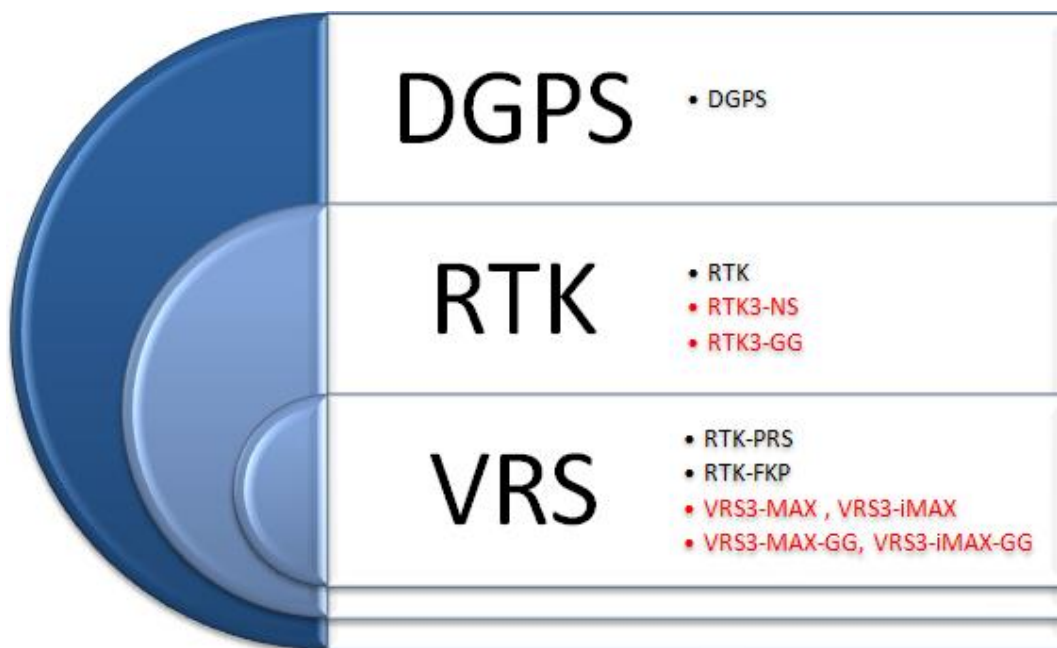 DGPS
• DGPS
RTK
• RTK
• RTK3-NS
• RTK3-GG
VRS
• RTK-PRS
• RTK-FKP
• VRS3-MAX , VRS3-iMAX
• VRS3-MAX-GG, VRS3-iMAX-GG